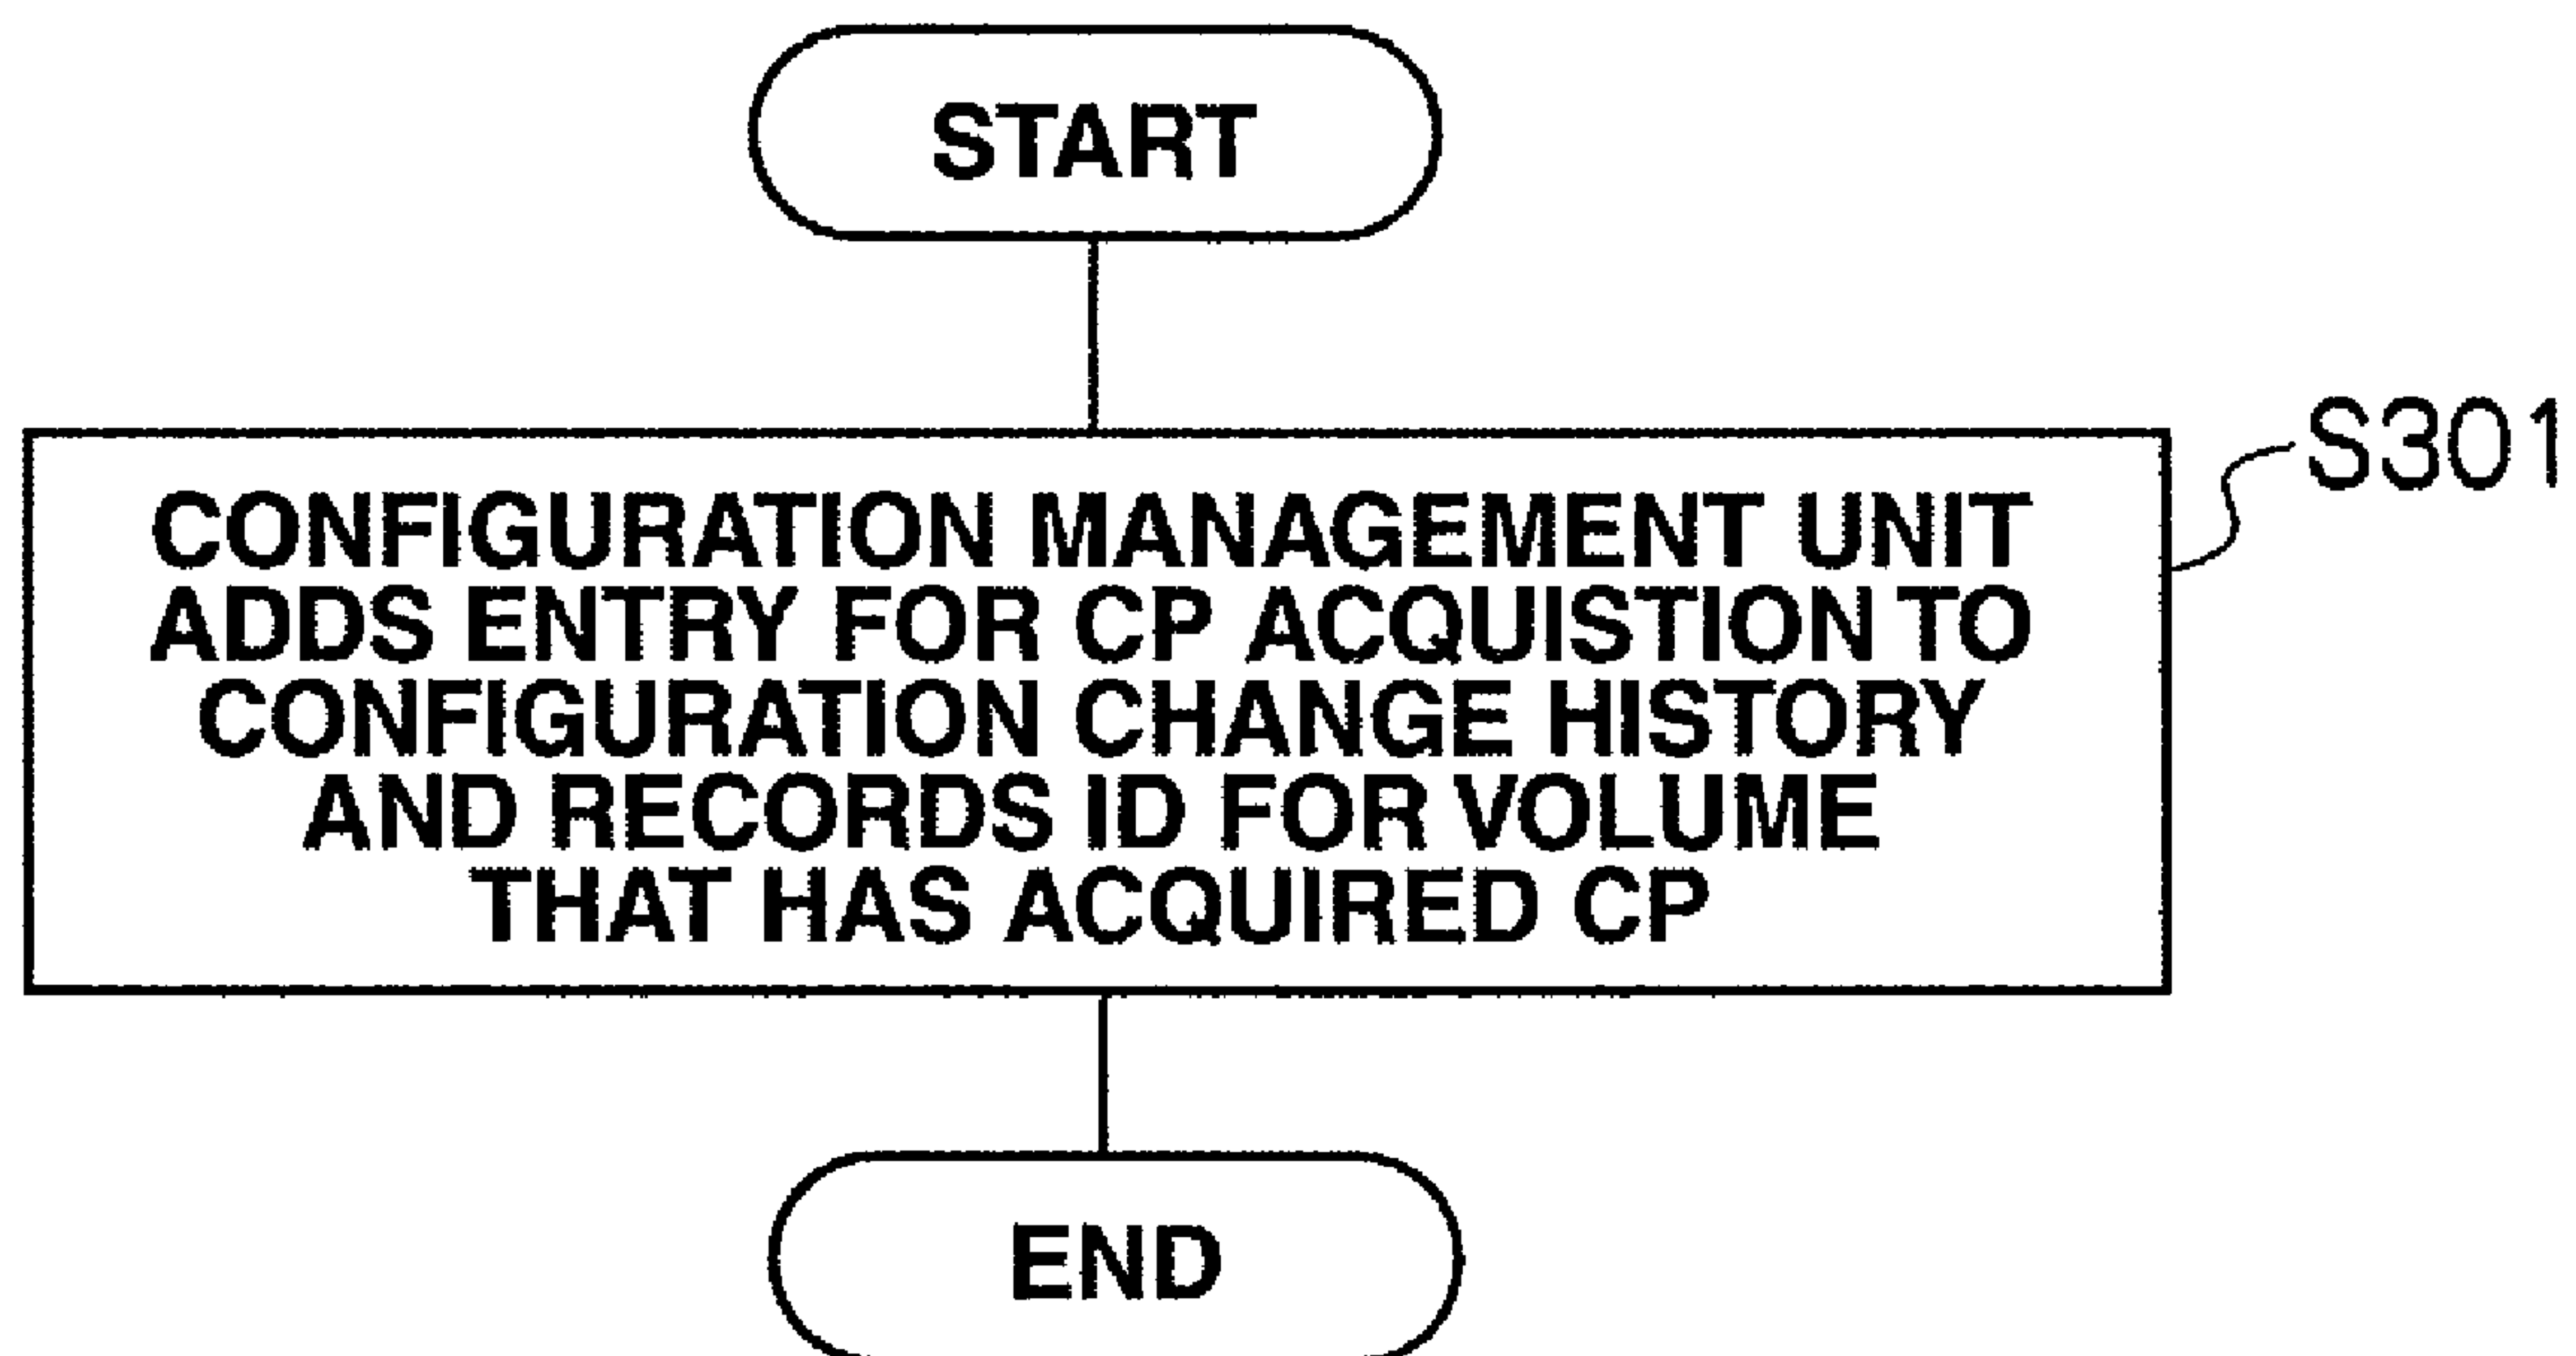 START
S301
CONFIGURATION MANAGEMENT UNIT
ADDS ENTRY FOR CP ACQUISTION TO
CONFIGURATION CHANGE HISTORY
AND RECORDS ID FOR VOLUME
THAT HAS ACQUIRED CP
END